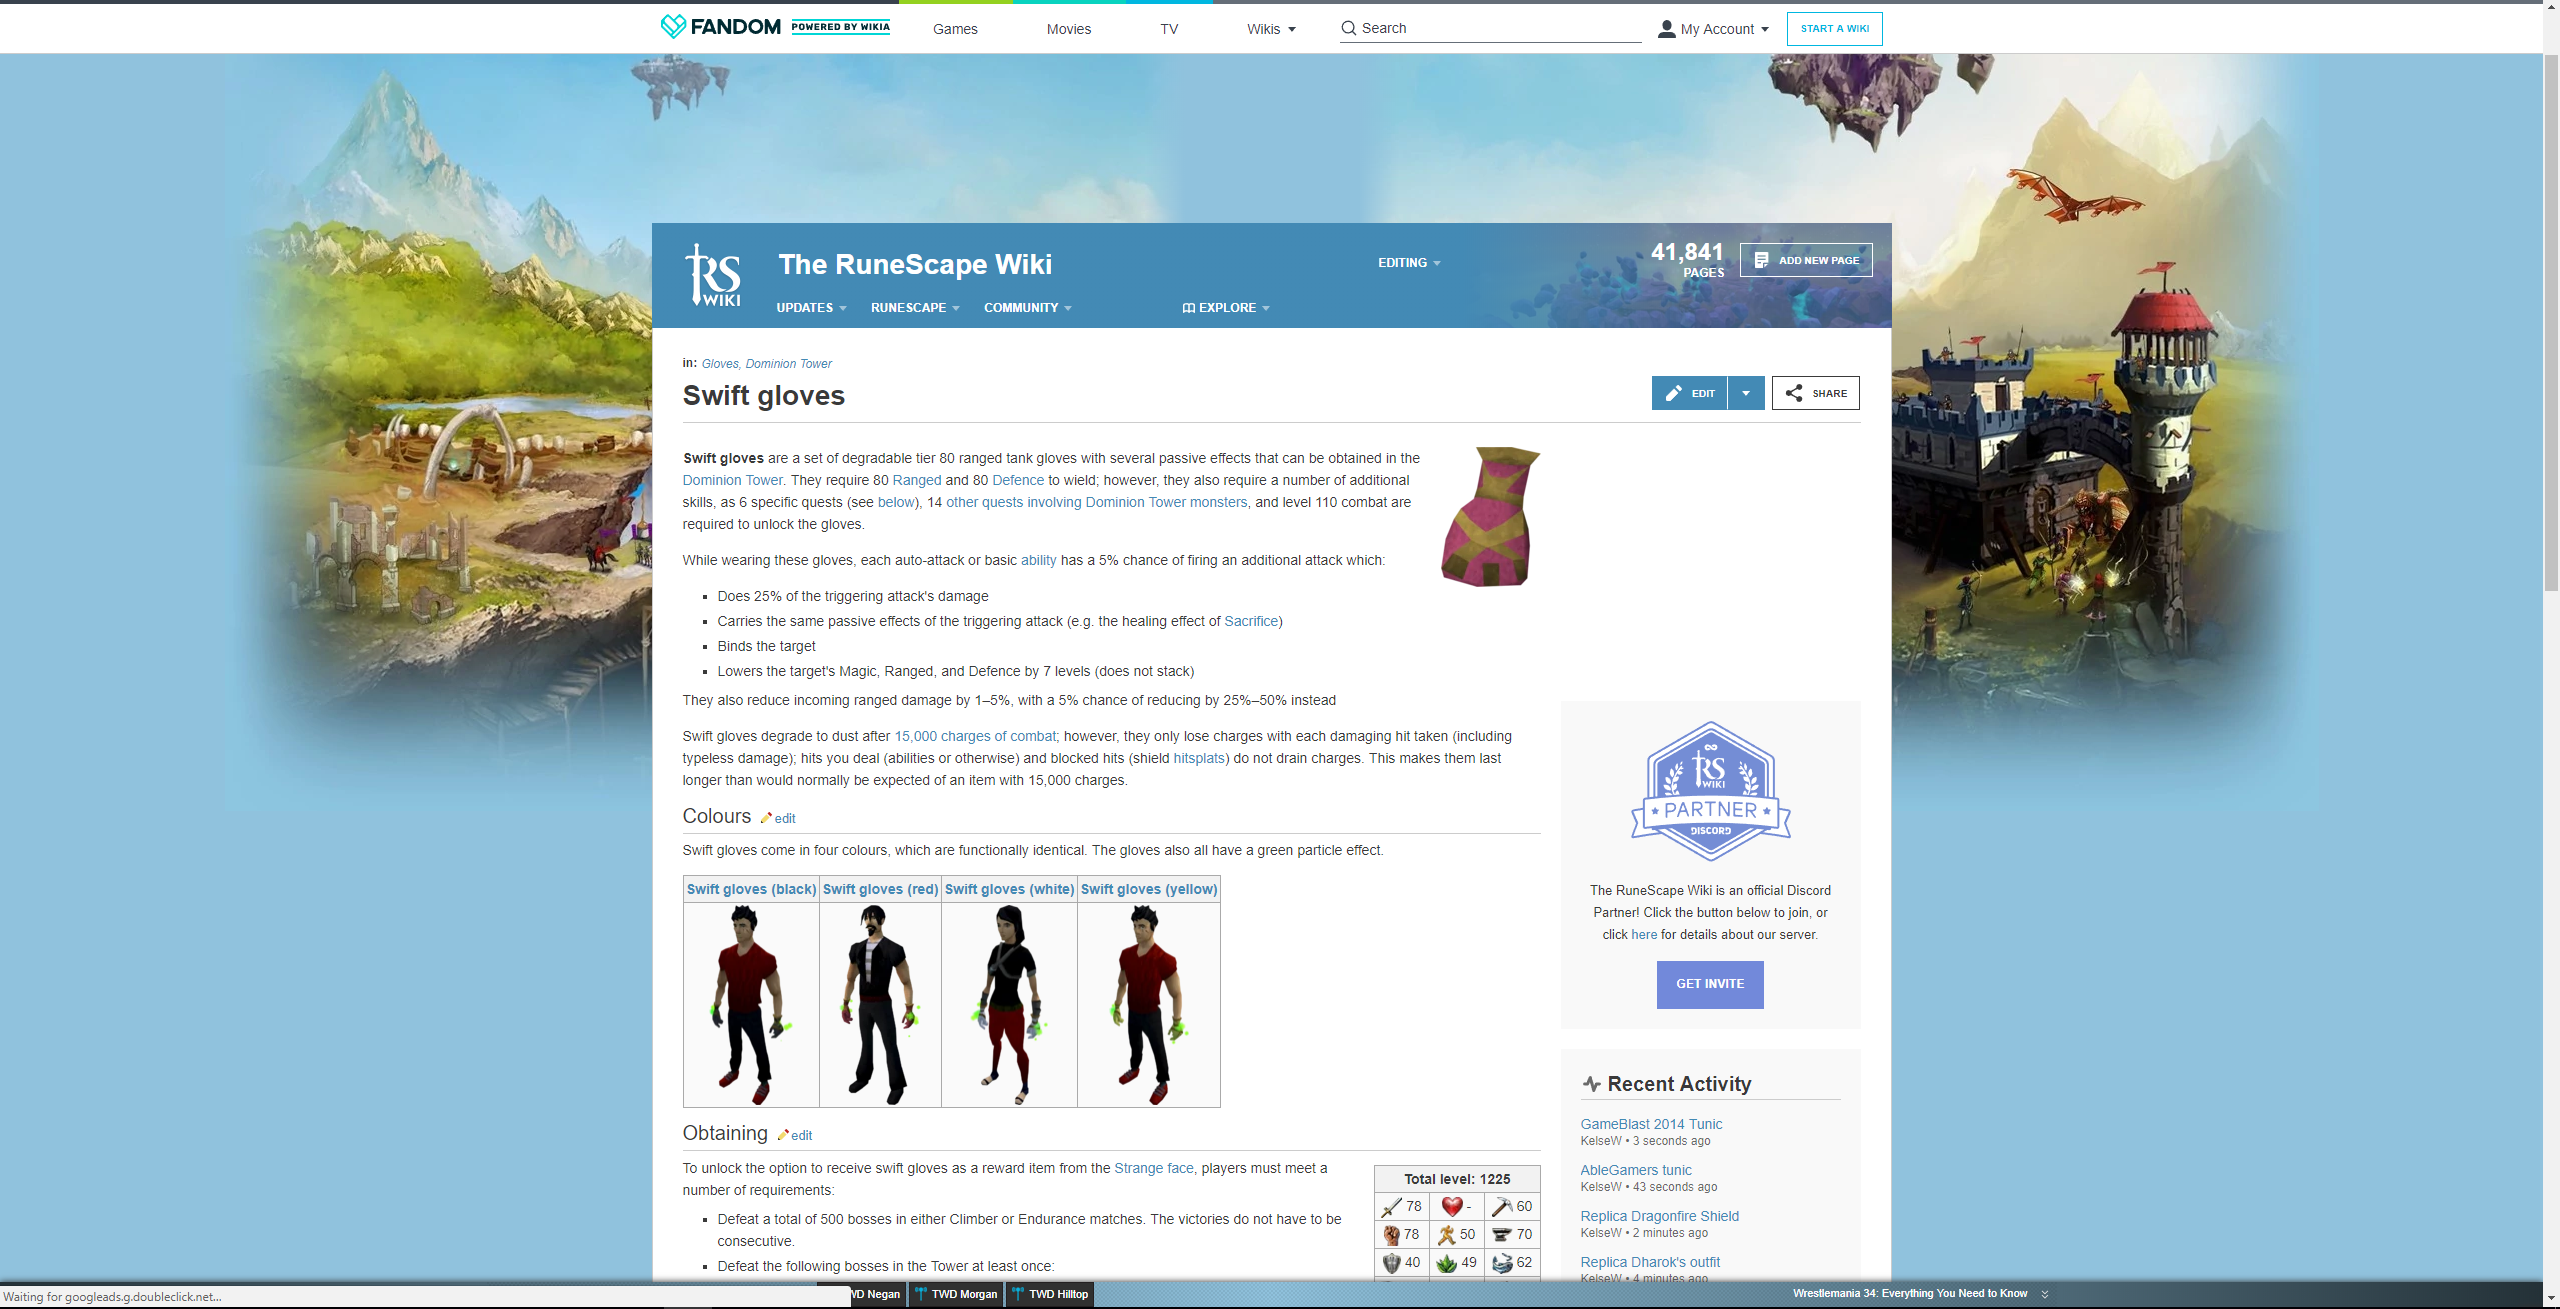 FANDOM POWERED BY WIKIA Games Movies TV Wikis Search My Account START A WIKI
RS WIKI
The RuneScape Wiki
EDITING
41,841
PAGES
ADD NEW PAGE
UPDATES RUNESCAPE COMMUNITY EXPLORE
in: Gloves, Dominion Tower
Swift gloves
EDIT SHARE
Swift gloves are a set of degradable tier 80 ranged tank gloves with several passive effects that can be obtained in the
Dominion Tower. They require 80 Ranged and 80 Defence to wield; however, they also require a number of additional
skills, as 6 specific quests (see below), 14 other quests involving Dominion Tower monsters, and level 110 combat are
required to unlock the gloves.
While wearing these gloves, each auto-attack or basic ability has a 5% chance of firing an additional attack which:
Does 25% of the triggering attack's damage
Carries the same passive effects of the triggering attack (e.g. the healing effect of Sacrifice)
Binds the target
Lowers the target's Magic, Ranged, and Defence by 7 levels (does not stack)
They also reduce incoming ranged damage by 1–5%, with a 5% chance of reducing by 25%–50% instead
Swift gloves degrade to dust after 15,000 charges of combat; however, they only lose charges with each damaging hit taken (including
typeless damage); hits you deal (abilities or otherwise) and blocked hits (shield hitsplats) do not drain charges. This makes them last
longer than would normally be expected of an item with 15,000 charges.
Colours edit
Swift gloves come in four colours, which are functionally identical. The gloves also all have a green particle effect.
Swift gloves (black) Swift gloves (red) Swift gloves (white) Swift gloves (yellow)
Obtaining edit
To unlock the option to receive swift gloves as a reward item from the Strange face, players must meet a
number of requirements:
Defeat a total of 500 bosses in either Climber or Endurance matches. The victories do not have to be
consecutive.
Defeat the following bosses in the Tower at least once:
Total level: 1225
78 - 60
78 50 70
40 49 62
RS WIKI
PARTNER
DISCORD
The RuneScape Wiki is an official Discord
Partner! Click the button below to join, or
click here for details about our server.
GET INVITE
Recent Activity
GameBlast 2014 Tunic
KelseW • 3 seconds ago
AbleGamers tunic
KelseW • 43 seconds ago
Replica Dragonfire Shield
KelseW • 2 minutes ago
Replica Dharok's outfit
KelseW • 4 minutes ago
Waiting for googleads.g.doubleclick.net...
Negan TWD Morgan TWD Hilltop
Wrestlemania 34: Everything You Need to Know